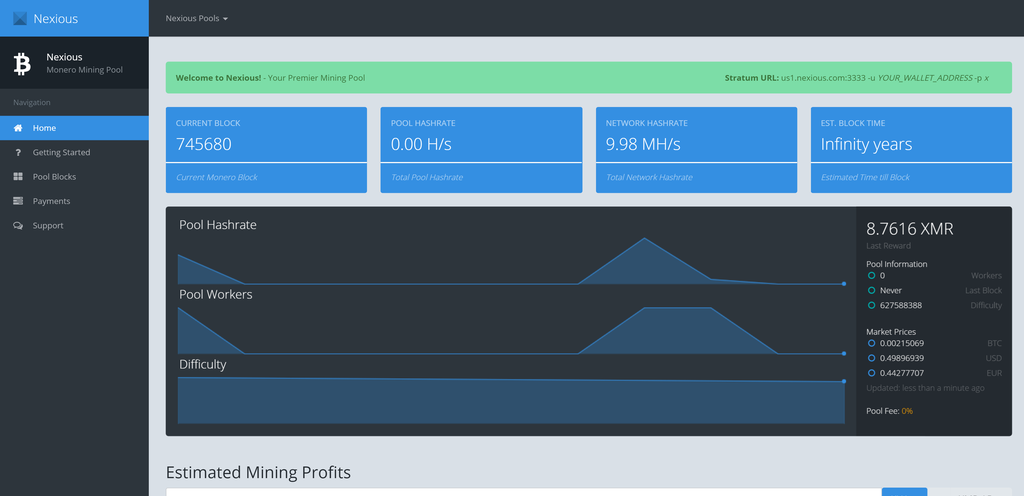 Nexious
Nexious Pools
Nexious
Monero Mining Pool
Navigation
Home
Getting Started
Pool Blocks
Payments
Support
Welcome to Nexious! - Your Premier Mining Pool
Stratum URL: us1.nexious.com:3333 -u YOUR_WALLET_ADDRESS -p x
CURRENT BLOCK
745680
Current Monero Block
POOL HASHRATE
0.00 H/s
Total Pool Hashrate
NETWORK HASHRATE
9.98 MH/s
Total Network Hashrate
EST. BLOCK TIME
Infinity years
Estimated Time till Block
Pool Hashrate
Pool Workers
Difficulty
8.7616 XMR
Last Reward
Pool Information
0 Workers
Never Last Block
627588388 Difficulty
Market Prices
0.00215069 BTC
0.49896939 USD
0.44277707 EUR
Updated: less than a minute ago
Pool Fee: 0%
Estimated Mining Profits